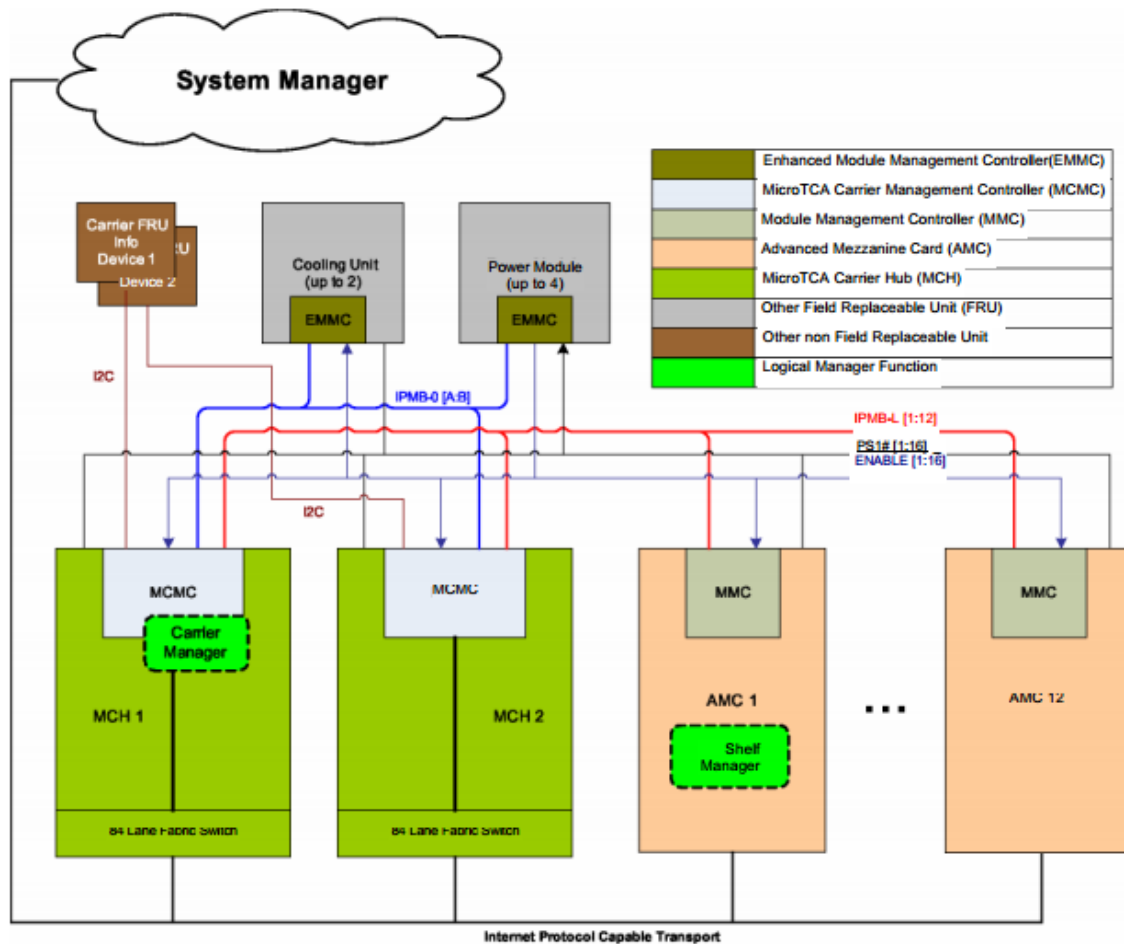 System Manager
Enhanced Module Management Controller(EMMC)
MicroTCA Carrier Management Controller (MCMC)
Module Management Controller (MMC)
Advanced Mezzanine Card (AMC)
MicroTCA Carrier Hub (MCH)
Other Field Replaceable Unit (FRU)
Other non Field Replaceable Unit
Logical Manager Function
Carrier FRU
Info
Device 1
RU
Device 2
Cooling Unit
(up to 2)
EMMC
Power Module
(up to 4)
EMMC
I2C
IPMB-0 [A:B]
IPMB-L [1:12]
PS1# [1:16]
ENABLE [1:16]
I2C
MCMC
Carrier
Manager
MCH 1
84 Lane Fabric Switch
MCMC
MCH 2
84 Lane Fabric Switch
MMC
AMC 1
Shelf
Manager
...
MMC
AMC 12
Internet Protocol Capable Transport